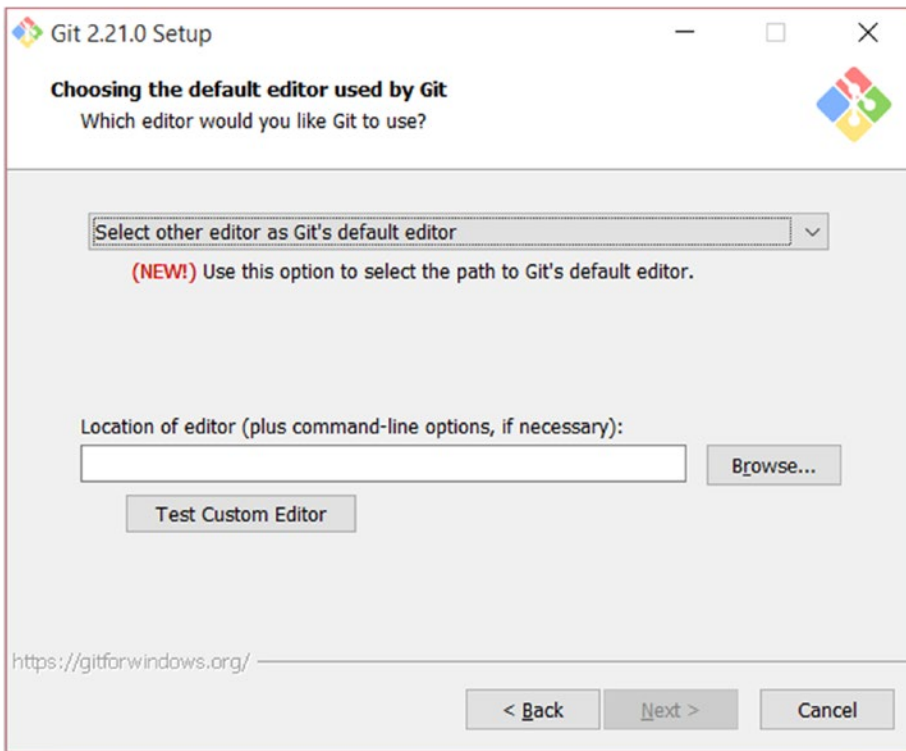 Git 2.21.0 Setup
Choosing the default editor used by Git
Which editor would you like Git to use?
Select other editor as Git's default editor
(NEW!) Use this option to select the path to Git's default editor.
Location of editor (plus command-line options, if necessary):
Browse...
Test Custom Editor
https://gitforwindows.org/
< Back Next > Cancel